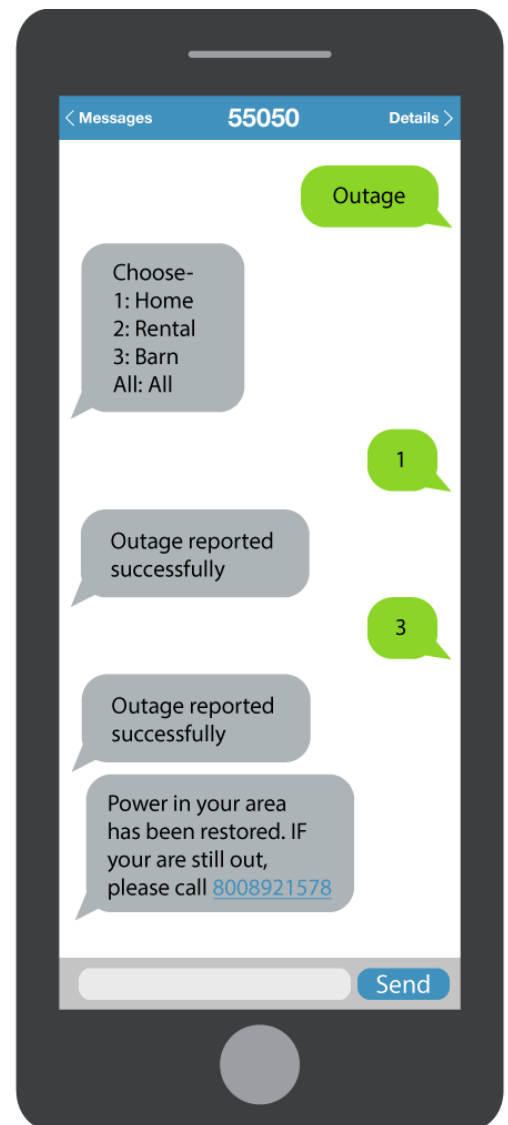 Messages 55050 Details
Outage
Choose-
1: Home
2: Rental
3: Barn
All: All
1
Outage reported
successfully
3
Outage reported
successfully
Power in your area
has been restored. IF
your are still out,
please call 8008921578
Send